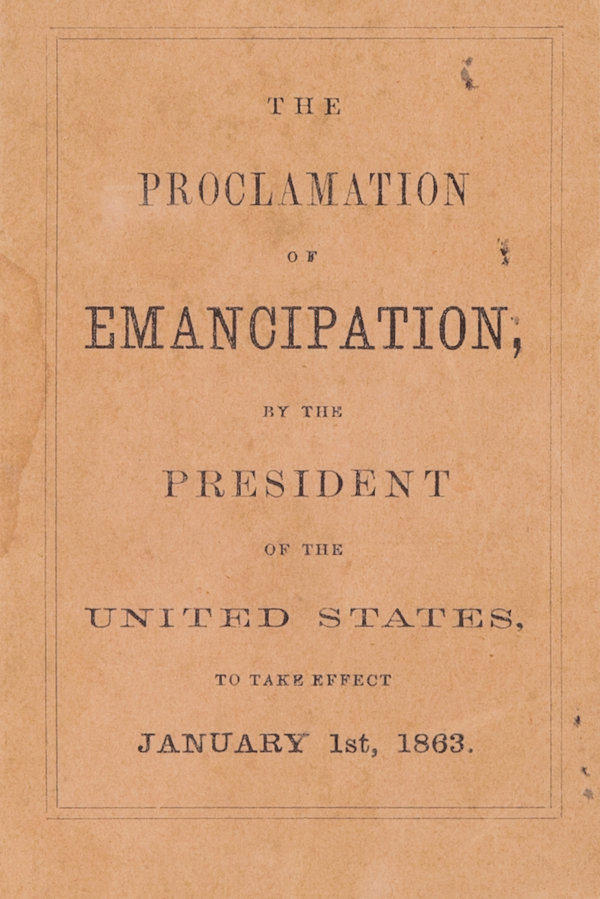 THE
PROCLAMATION
OF
EMANCIPATION,
BY THE
PRESIDENT
OF THE
UNITED STATES,
TO TAKE EFFECT
JANUARY 1st, 1863.